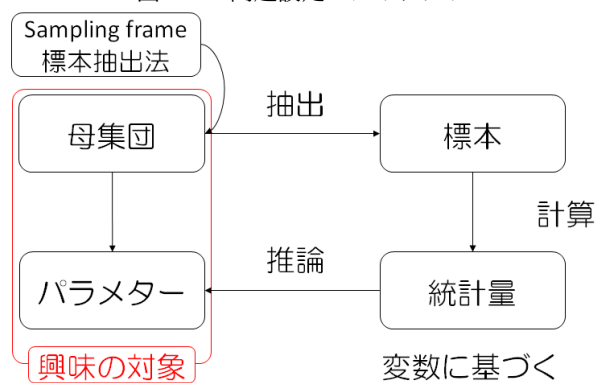 Sampling frame
標本抽出法
母集団
抽出
標本
計算
パラメター
推論
統計量
興味の対象
変数に基づく